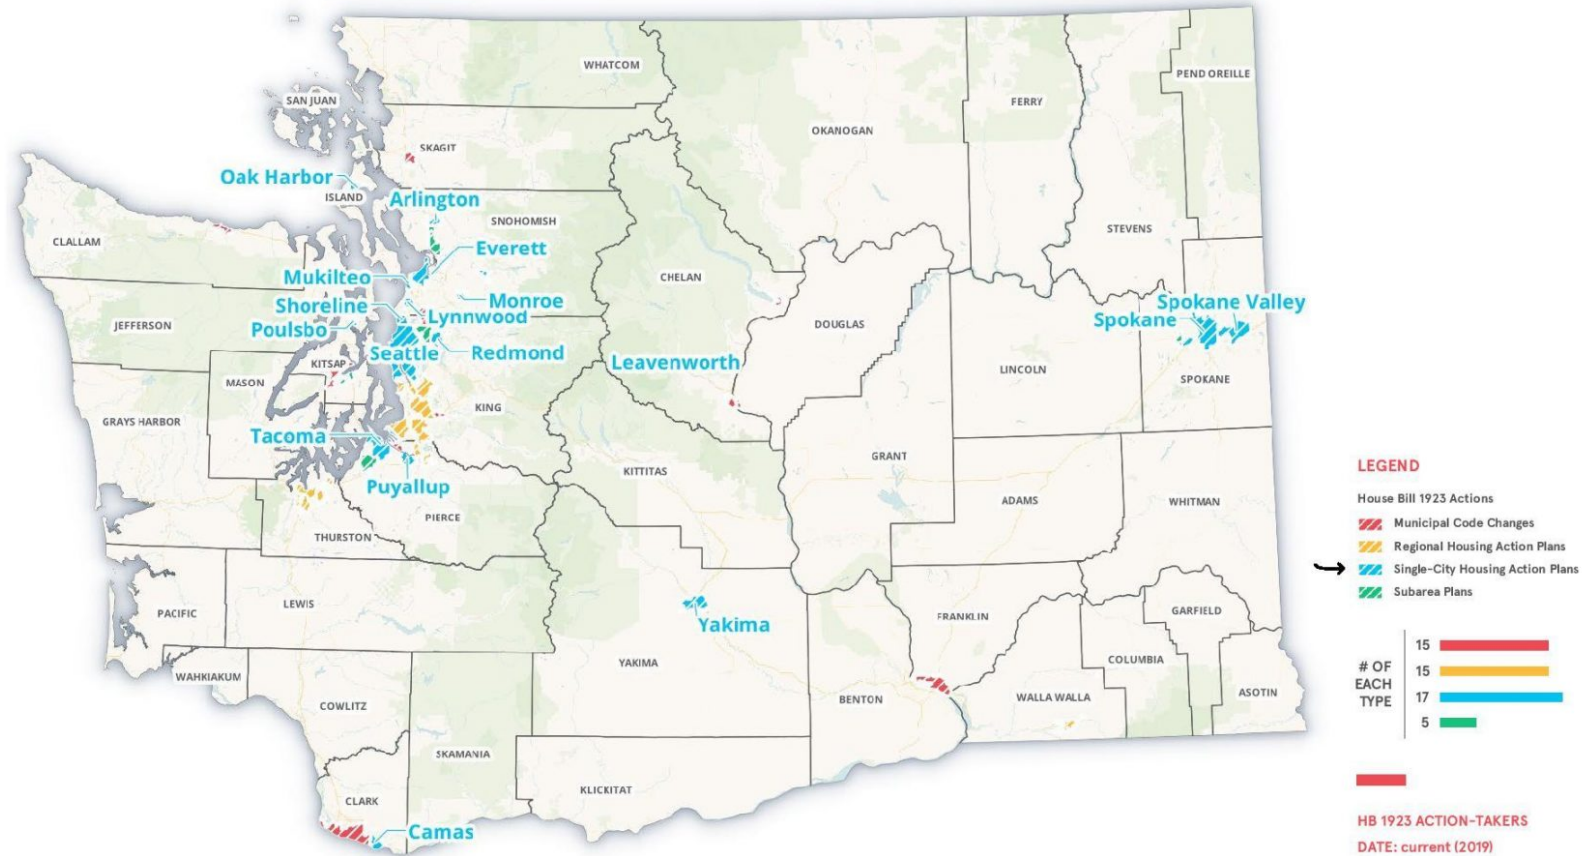 WHATCOM
PEND OREILLE
SAN JUAN
FERRY
OKANOGAN
SKAGIT
Oak Harbor
ISLAND
Arlington
SNOHOMISH
STEVENS
CLALLAM
Everett
Mukilteo
CHELAN
Monroe
Shoreline
Lynnwood
Spokane Valley
Spokane
JEFFERSON
Poulsbo
DOUGLAS
Seattle
Redmond
Leavenworth
KITSAP
LINCOLN
SPOKANE
MASON
KING
GRAYS HARBOR
Tacoma
GRANT
KITTITAS
Puyallup
ADAMS
WHITMAN
PIERCE
THURSTON
LEWIS
PACIFIC
Yakima
FRANKLIN
GARFIELD
YAKIMA
COLUMBIA
WAHKIAKUM
BENTON
WALLA WALLA
ASOTIN
COWLITZ
SKAMANIA
KLICKITAT
CLARK
Camas
LEGEND
House Bill 1923 Actions
Municipal Code Changes
Regional Housing Action Plans
Single-City Housing Action Plans
Subarea Plans
# OF
EACH
TYPE
15
15
17
5
HB 1923 ACTION-TAKERS
DATE: current (2019)